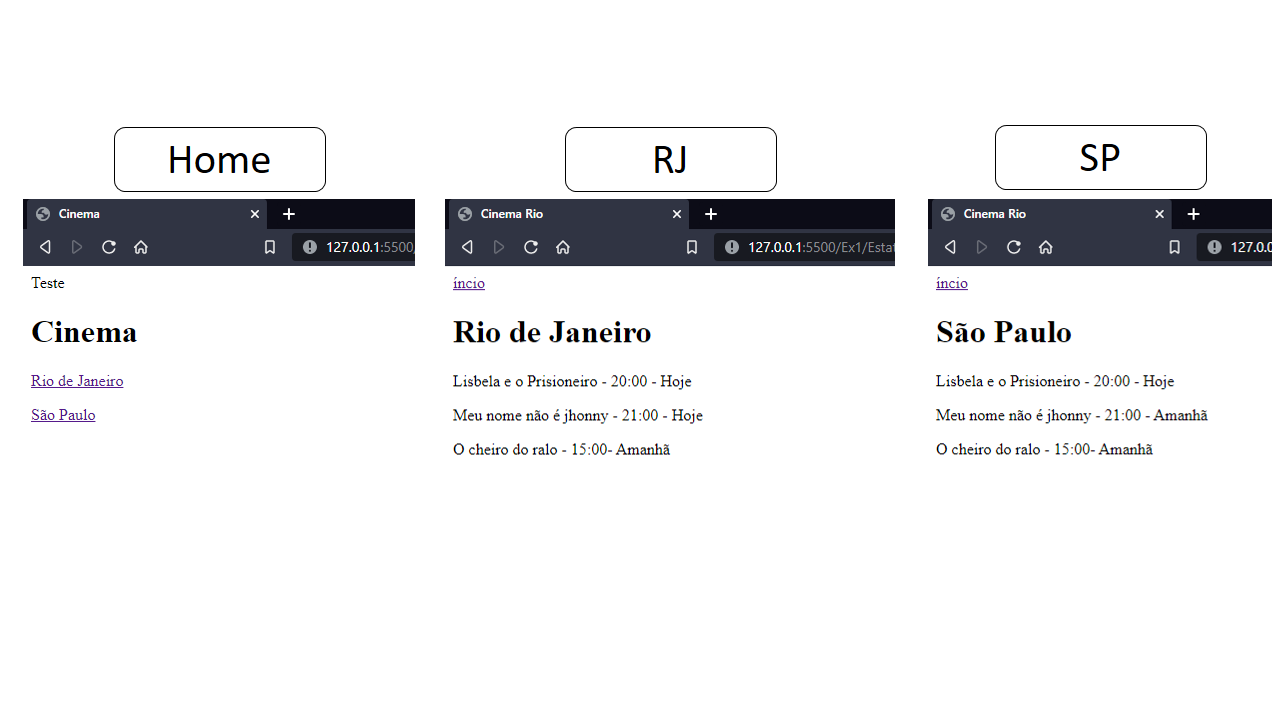 Home
Cinema
127.0.0.1:5500/
Teste
Cinema
Rio de Janeiro
São Paulo
RJ
Cinema Rio
127.0.0.1:5500/Ex1/Estat
íncio
Rio de Janeiro
Lisbela e o Prisioneiro - 20:00 - Hoje
Meu nome não é jhonny - 21:00 - Hoje
O cheiro do ralo - 15:00- Amanhã
SP
Cinema Rio
127.0.0
íncio
São Paulo
Lisbela e o Prisioneiro - 20:00 - Hoje
Meu nome não é jhonny - 21:00 - Amanhã
O cheiro do ralo - 15:00- Amanhã